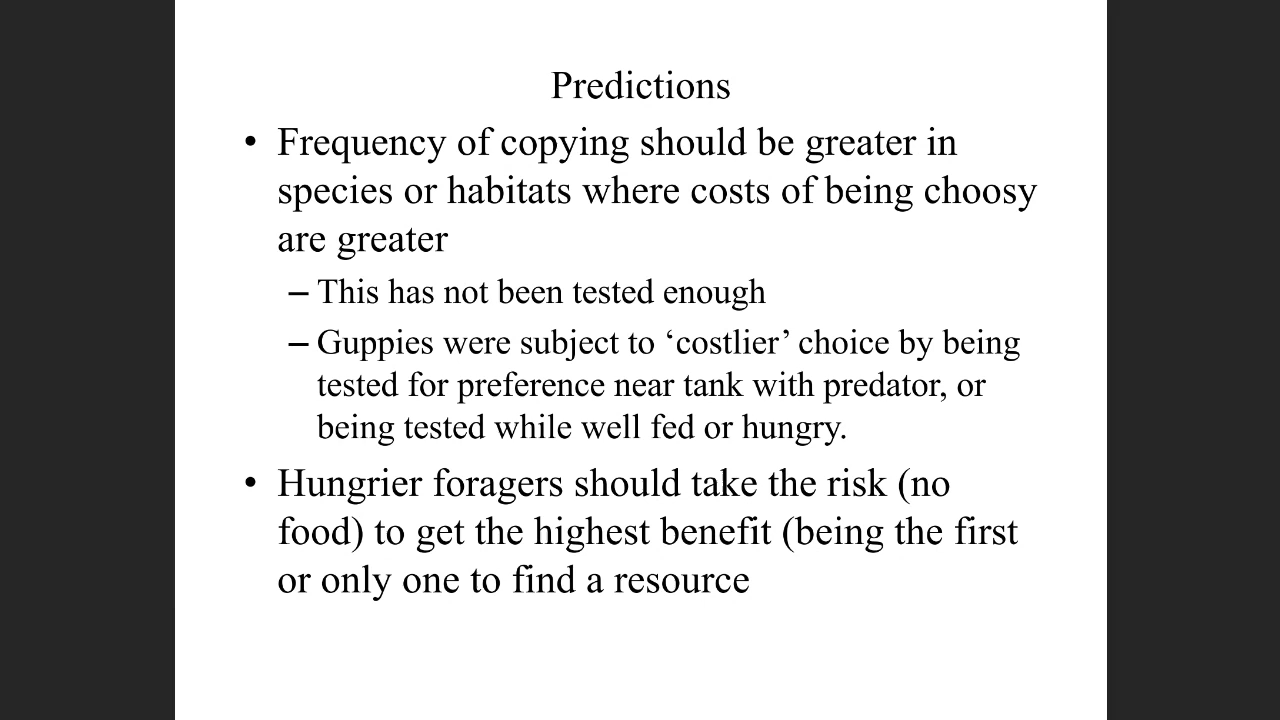 Predictions
• Frequency of copying should be greater in
species or habitats where costs of being choosy
are greater
– This has not been tested enough
– Guppies were subject to ‘costlier’ choice by being
tested for preference near tank with predator, or
being tested while well fed or hungry.
• Hungrier foragers should take the risk (no
food) to get the highest benefit (being the first
or only one to find a resource